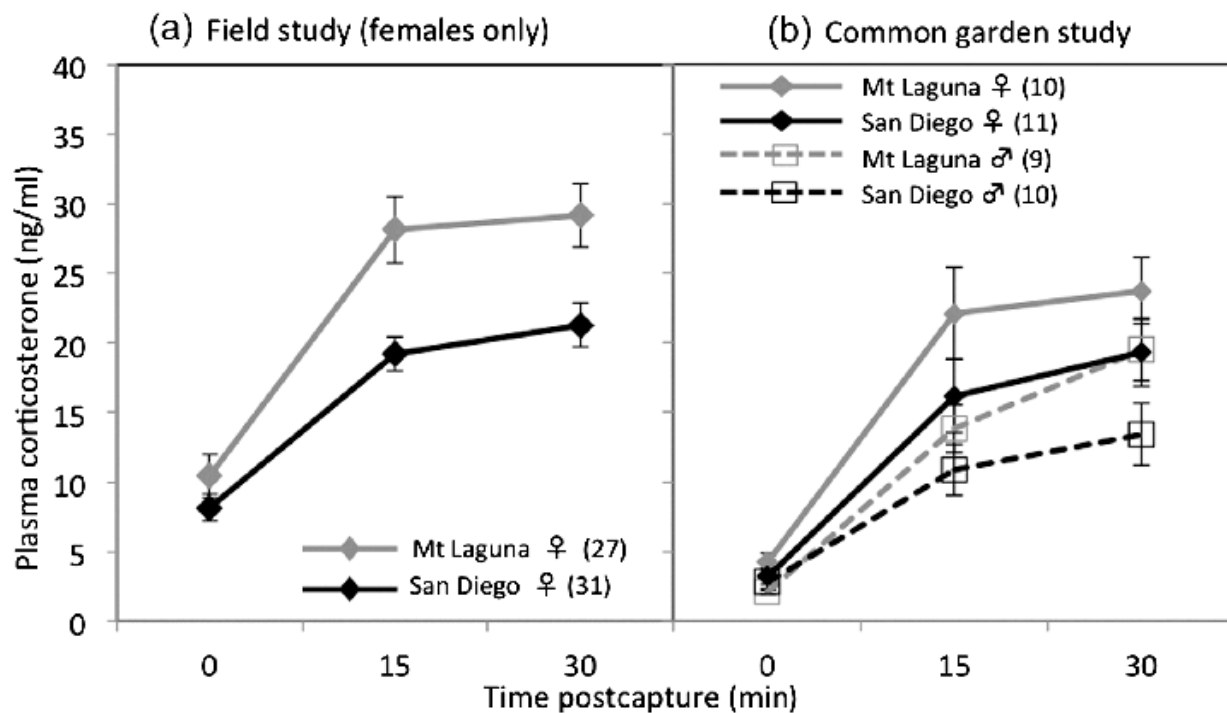 (a) Field study (females only)
(b) Common garden study
Plasma corticosterone (ng/ml)
40
35
30
25
20
15
10
5
0
Mt Laguna ♀ (27)
San Diego ♀ (31)
Mt Laguna ♀ (10)
San Diego ♀ (11)
Mt Laguna ♂ (9)
San Diego ♂ (10)
0 15 30 0 15 30
Time postcapture (min)